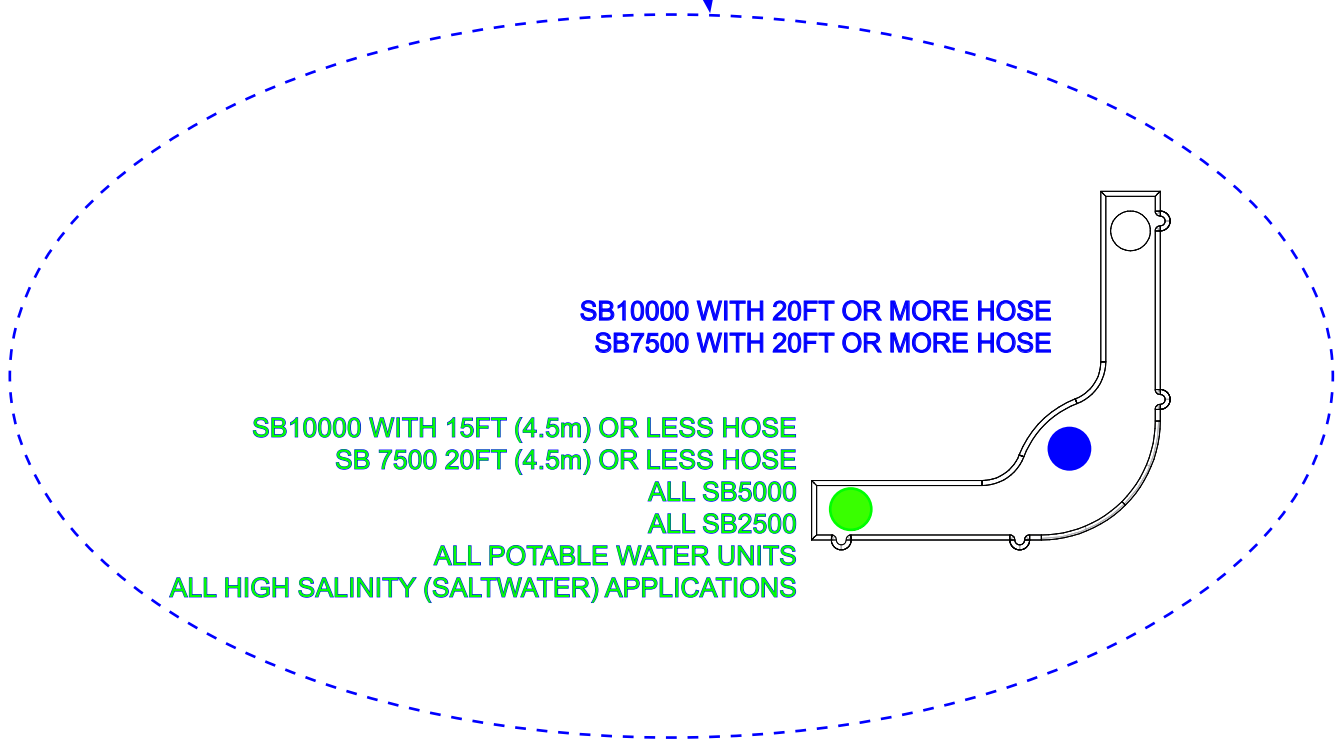 SB10000 WITH 20FT OR MORE HOSE
SB7500 WITH 20FT OR MORE HOSE
SB10000 WITH 15FT (4.5m) OR LESS HOSE
SB 7500 20FT (4.5m) OR LESS HOSE
ALL SB5000
ALL SB2500
ALL POTABLE WATER UNITS
ALL HIGH SALINITY (SALTWATER) APPLICATIONS